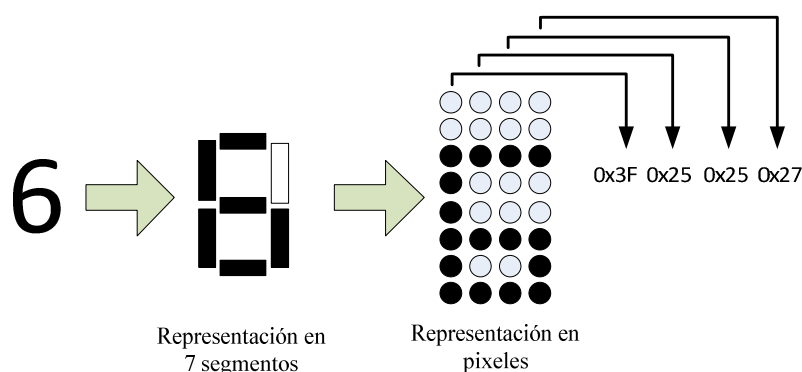 6
0x3F 0x25 0x25 0x27
Representación en
7 segmentos
Representación en
pixeles